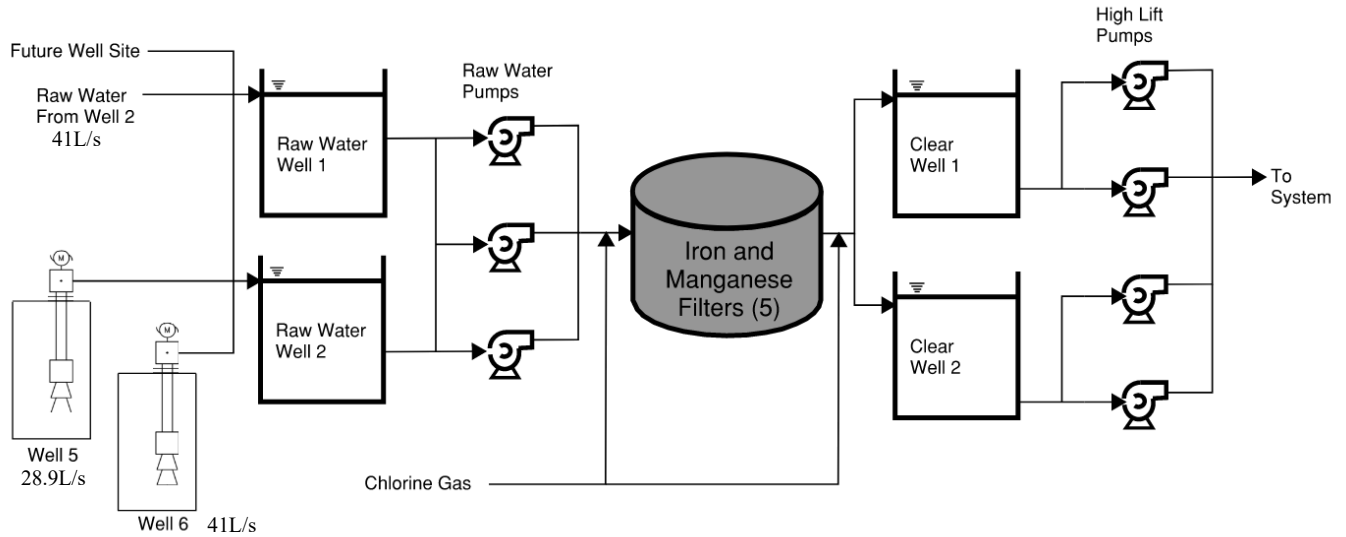 High Lift
Pumps
Future Well Site
Raw Water
Pumps
Raw Water
From Well 2
41L/s
Raw Water
Well 1
Clear
Well 1
To
System
M
Iron and
Manganese
Filters (5)
Raw Water
Well 2
M
Clear
Well 2
Well 5
28.9L/s
Chlorine Gas
Well 6 41L/s